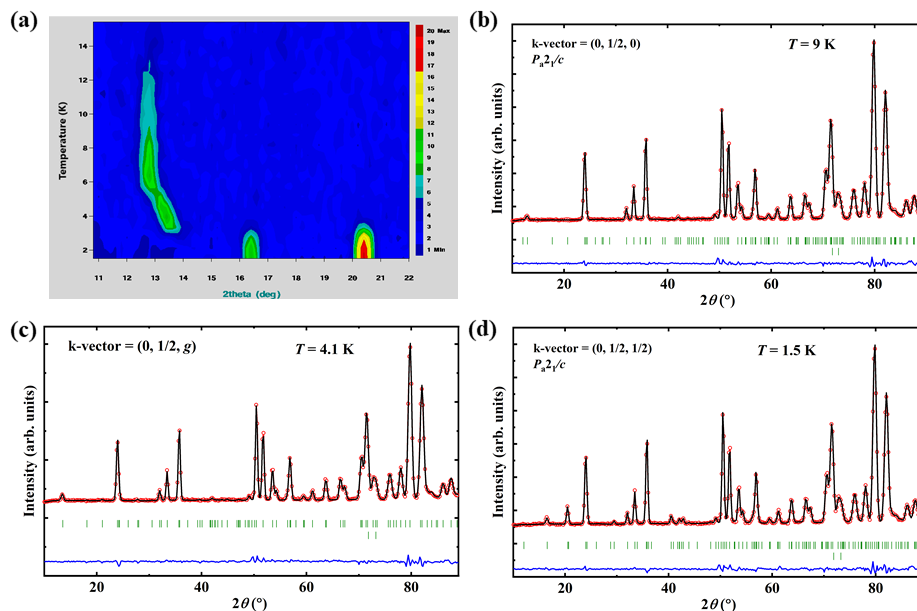 (a)
20 Max
19
18
17
16
15
14
13
12
11
10
9
8
7
6
5
4
3
2
1 Min
Temperature (K)
14
12
10
8
6
4
2
11 12 13 14 15 16 17 18 19 20 21 22
2theta (deg)
(b)
k-vector = (0, 1/2, 0)
Pa21/c
T = 9 K
Intensity (arb. units)
20 40 60 80
2θ (°)
(c)
k-vector = (0, 1/2, g)
T = 4.1 K
Intensity (arb. units)
20 40 60 80
2θ (°)
(d)
k-vector = (0, 1/2, 1/2)
Pa21/c
T = 1.5 K
Intensity (arb. units)
20 40 60 80
2θ (°)